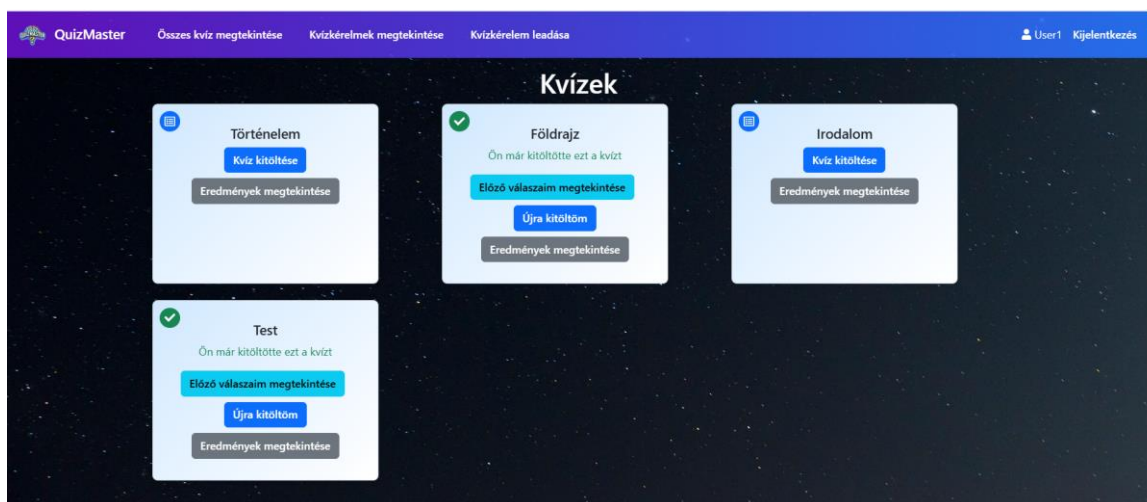 QuizMaster Összes kvíz megtekintése Kvízkérelmek megtekintése Kvízkérelem leadása User1 Kijelentkezés
Kvízek
Történelem
Kvíz kitöltése
Eredmények megtekintése
Földrajz
Ön már kitöltötte ezt a kvízt
Előző válaszaim megtekintése
Újra kitöltöm
Eredmények megtekintése
Irodalom
Kvíz kitöltése
Eredmények megtekintése
Test
Ön már kitöltötte ezt a kvízt
Előző válaszaim megtekintése
Újra kitöltöm
Eredmények megtekintése